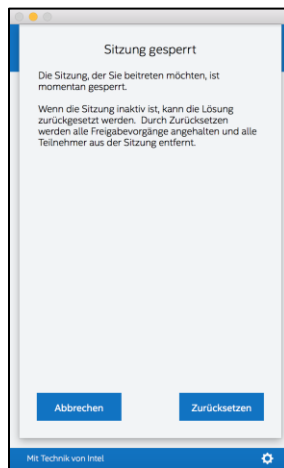 Sitzung gesperrt
Die Sitzung, der Sie beitreten möchten, ist
momentan gesperrt.
Wenn die Sitzung inaktiv ist, kann die Lösung
zurückgesetzt werden.  Durch Zurücksetzen
werden alle Freigabevorgänge angehalten und alle
Teilnehmer aus der Sitzung entfernt.
Abbrechen
Zurücksetzen
Mit Technik von Intel